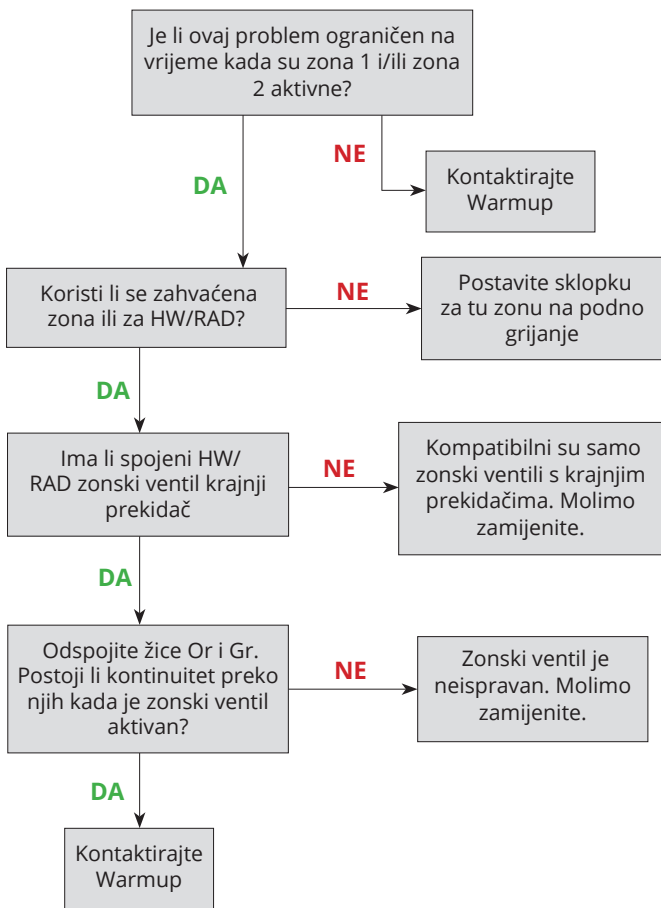 Je li ovaj problem ograničen na
vrijeme kada su zona 1 i/ili zona
2 aktivne?
NE
DA
Kontaktirajte
Warmup
Koristi li se zahvaćena
zona ili za HW/RAD?
NE
Postavite sklopku
za tu zonu na podno
grijanje
DA
Ima li spojeni HW/
RAD zonski ventil krajnji
prekidač
NE
Kompatibilni su samo
zonski ventili s krajnjim
prekidačima. Molimo
zamijenite.
DA
Odspojite žice Or i Gr.
Postoji li kontinuitet preko
njih kada je zonski ventil
aktivan?
NE
Zonski ventil je
neispravan. Molimo
zamijenite.
DA
Kontaktirajte
Warmup